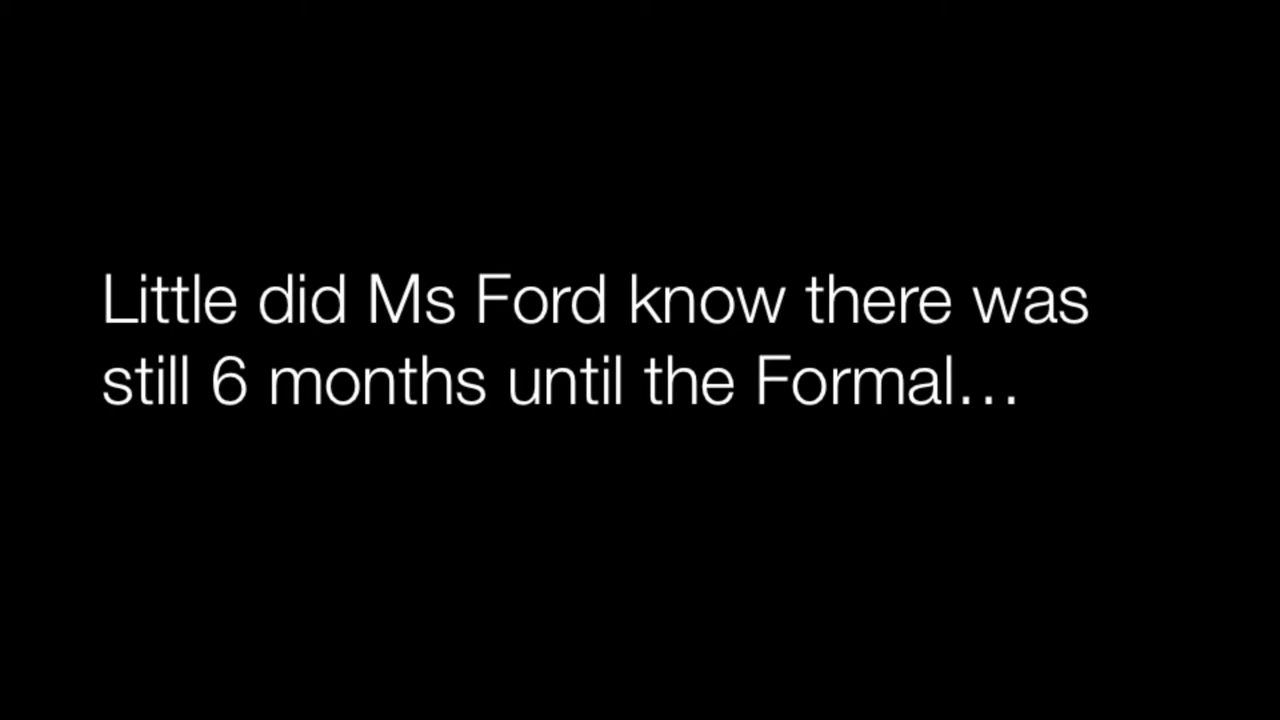 Little did Ms Ford know there was
still 6 months until the Formal…